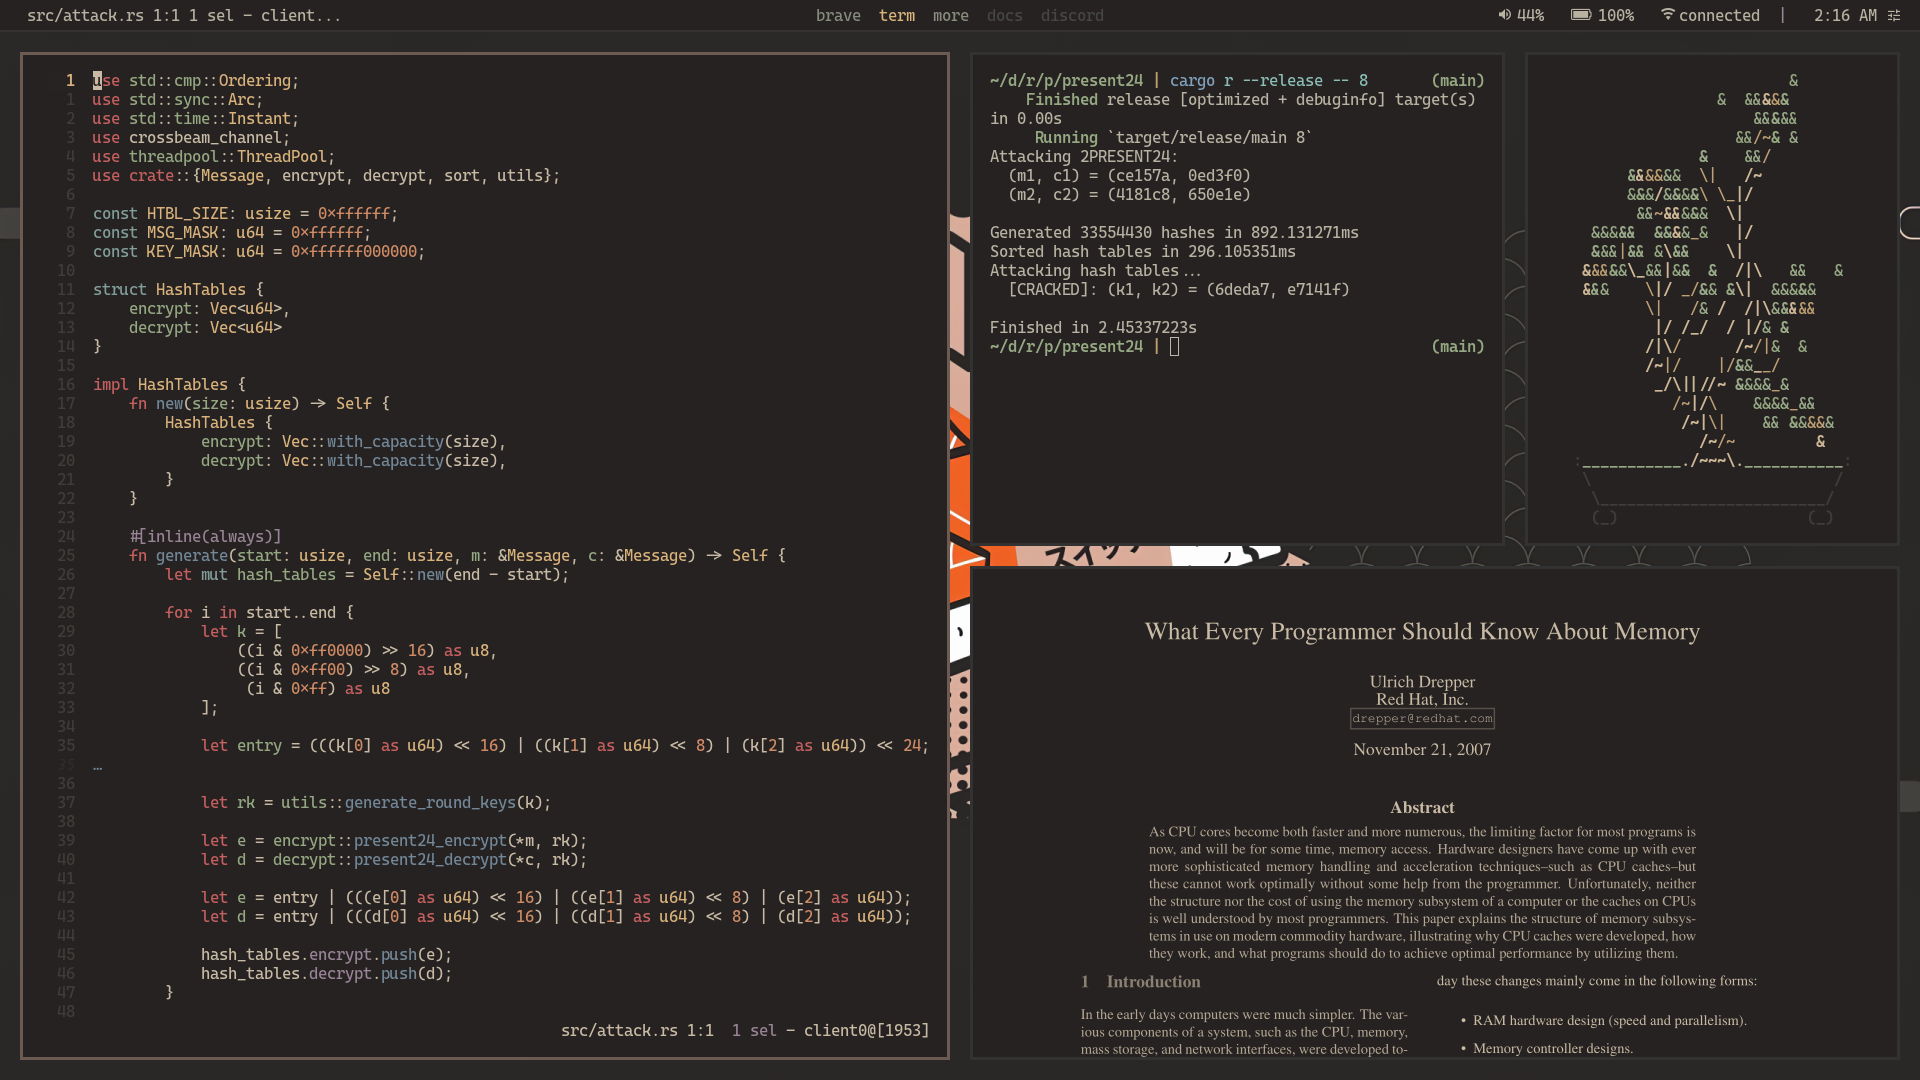 src/attack.rs 1:1 1 sel - client...
brave term more docs discord
44% 100% connected | 2:16 AM
1 use std::cmp::Ordering;
1 use std::sync::Arc;
2 use std::time::Instant;
3 use crossbeam_channel;
4 use threadpool::ThreadPool;
5 use crate::{Message, encrypt, decrypt, sort, utils};
6
7 const HTBL_SIZE: usize = 0×ffffff;
8 const MSG_MASK: u64 = 0×ffffff;
9 const KEY_MASK: u64 = 0×ffffff000000;
10
11 struct HashTables {
12 encrypt: Vec<u64>,
13 decrypt: Vec<u64>
14 }
15
16 impl HashTables {
17 fn new(size: usize) → Self {
18 HashTables {
19 encrypt: Vec::with_capacity(size),
20 decrypt: Vec::with_capacity(size),
21 }
22 }
23
24 #[inline(always)]
25 fn generate(start: usize, end: usize, m: &Message, c: &Message) → Self {
26 let mut hash_tables = Self::new(end - start);
27
28 for i in start..end {
29 let k = [
30 ((i & 0×ff0000) >> 16) as u8,
31 ((i & 0×ff00) >> 8) as u8,
32 (i & 0×ff) as u8
33 ];
34
35 let entry = (((k[0] as u64) << 16) | ((k[1] as u64) << 8) | (k[2] as u64)) << 24;
35 …
36
37 let rk = utils::generate_round_keys(k);
38
39 let e = encrypt::present24_encrypt(*m, rk);
40 let d = decrypt::present24_decrypt(*c, rk);
41
42 let e = entry | (((e[0] as u64) << 16) | ((e[1] as u64) << 8) | (e[2] as u64));
43 let d = entry | (((d[0] as u64) << 16) | ((d[1] as u64) << 8) | (d[2] as u64));
44
45 hash_tables.encrypt.push(e);
46 hash_tables.decrypt.push(d);
47 }
48
src/attack.rs 1:1 1 sel - client0@[1953]
~/d/r/p/present24 | cargo r --release -- 8 (main)
Finished release [optimized + debuginfo] target(s)
in 0.00s
Running `target/release/main 8`
Attacking 2PRESENT24:
(m1, c1) = (ce157a, 0ed3f0)
(m2, c2) = (4181c8, 650e1e)
Generated 33554430 hashes in 892.131271ms
Sorted hash tables in 296.105351ms
Attacking hash tables...
[CRACKED]: (k1, k2) = (6deda7, e7141f)
Finished in 2.45337223s
~/d/r/p/present24 | (main)
What Every Programmer Should Know About Memory
Ulrich Drepper
Red Hat, Inc.
drepper@redhat.com
November 21, 2007
Abstract
As CPU cores become both faster and more numerous, the limiting factor for most programs is
now, and will be for some time, memory access. Hardware designers have come up with ever
more sophisticated memory handling and acceleration techniques–such as CPU caches–but
these cannot work optimally without some help from the programmer. Unfortunately, neither
the structure nor the cost of using the memory subsystem of a computer or the caches on CPUs
is well understood by most programmers. This paper explains the structure of memory subsys-
tems in use on modern commodity hardware, illustrating why CPU caches were developed, how
they work, and what programs should do to achieve optimal performance by utilizing them.
1 Introduction
In the early days computers were much simpler. The var-
ious components of a system, such as the CPU, memory,
mass storage, and network interfaces, were developed to-
day these changes mainly come in the following forms:
• RAM hardware design (speed and parallelism).
• Memory controller designs.